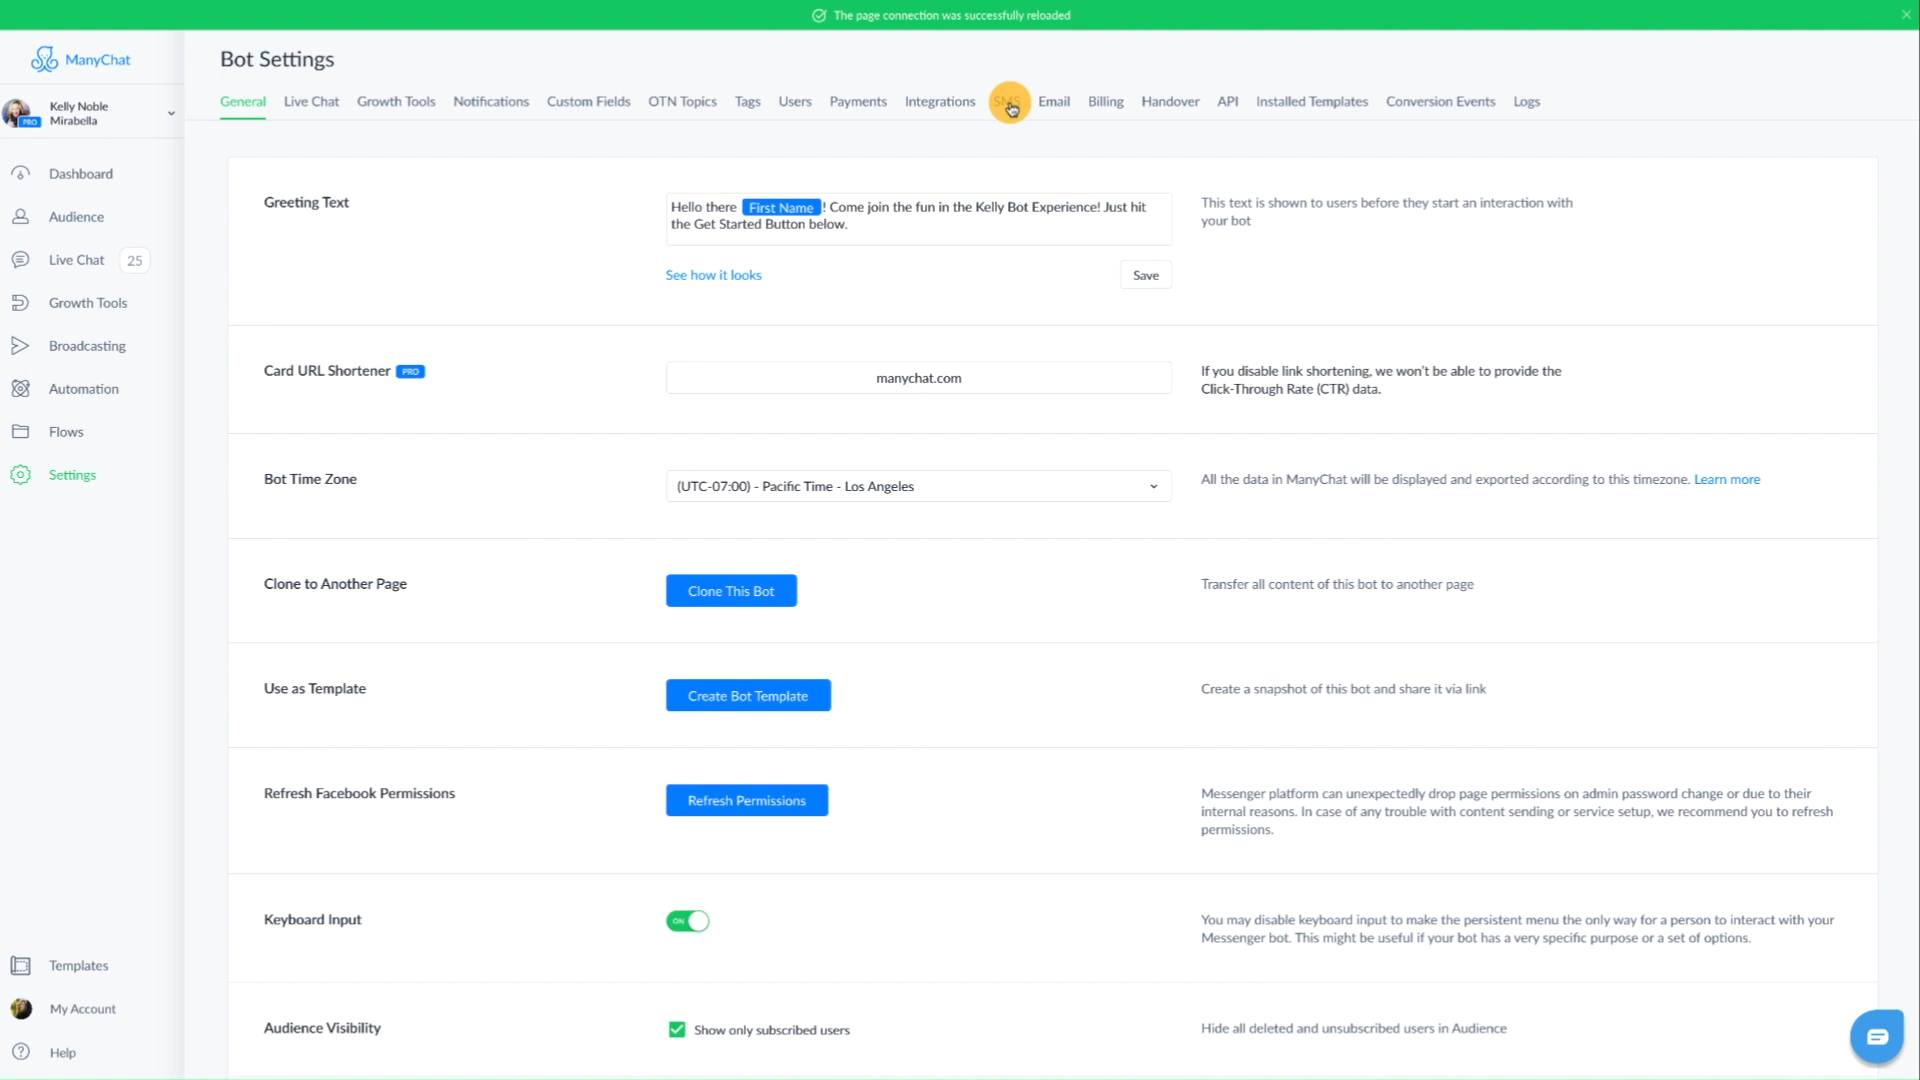 The page connection was successfully reloaded
ManyChat
Bot Settings
Kelly Noble
Mirabella
PRO
General Live Chat Growth Tools Notifications Custom Fields OTN Topics Tags Users Payments Integrations SMS Email Billing Handover API Installed Templates Conversion Events Logs
Dashboard
Audience
Live Chat 25
Growth Tools
Broadcasting
Automation
Flows
Settings
Templates
My Account
Help
Greeting Text
Hello there First Name ! Come join the fun in the Kelly Bot Experience! Just hit
the Get Started Button below.
See how it looks
Save
This text is shown to users before they start an interaction with
your bot
Card URL Shortener PRO
manychat.com
If you disable link shortening, we won't be able to provide the
Click-Through Rate (CTR) data.
Bot Time Zone
(UTC-07:00) - Pacific Time - Los Angeles
All the data in ManyChat will be displayed and exported according to this timezone. Learn more
Clone to Another Page
Clone This Bot
Transfer all content of this bot to another page
Use as Template
Create Bot Template
Create a snapshot of this bot and share it via link
Refresh Facebook Permissions
Refresh Permissions
Messenger platform can unexpectedly drop page permissions on admin password change or due to their
internal reasons. In case of any trouble with content sending or service setup, we recommend you to refresh
permissions.
Keyboard Input
ON
You may disable keyboard input to make the persistent menu the only way for a person to interact with your
Messenger bot. This might be useful if your bot has a very specific purpose or a set of options.
Audience Visibility
Show only subscribed users
Hide all deleted and unsubscribed users in Audience